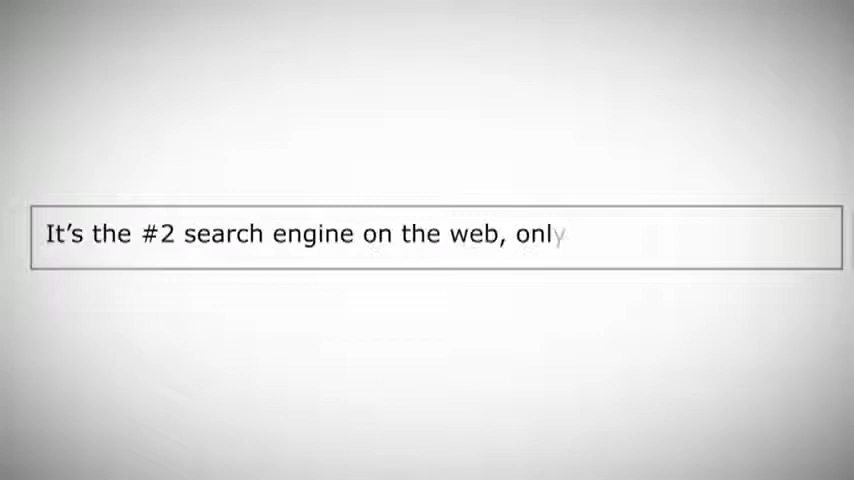 It’s the #2 search engine on the web, only